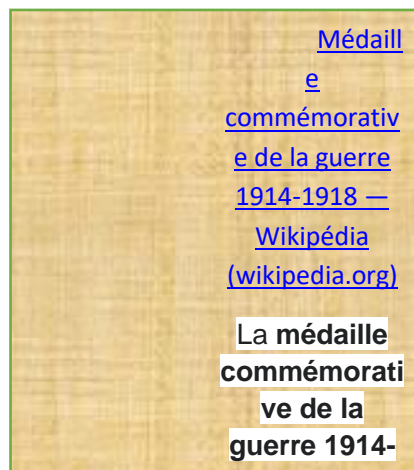 Médaill
e
commémorativ
e de la guerre
1914-1918 —
Wikipédia
(wikipedia.org)
La médaille
commémorati
ve de la
guerre 1914-